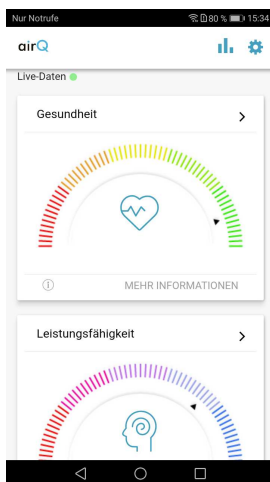 Nur Notrufe 80 % 15:34
airQ
Live-Daten
Gesundheit
MEHR INFORMATIONEN
Leistungsfähigkeit